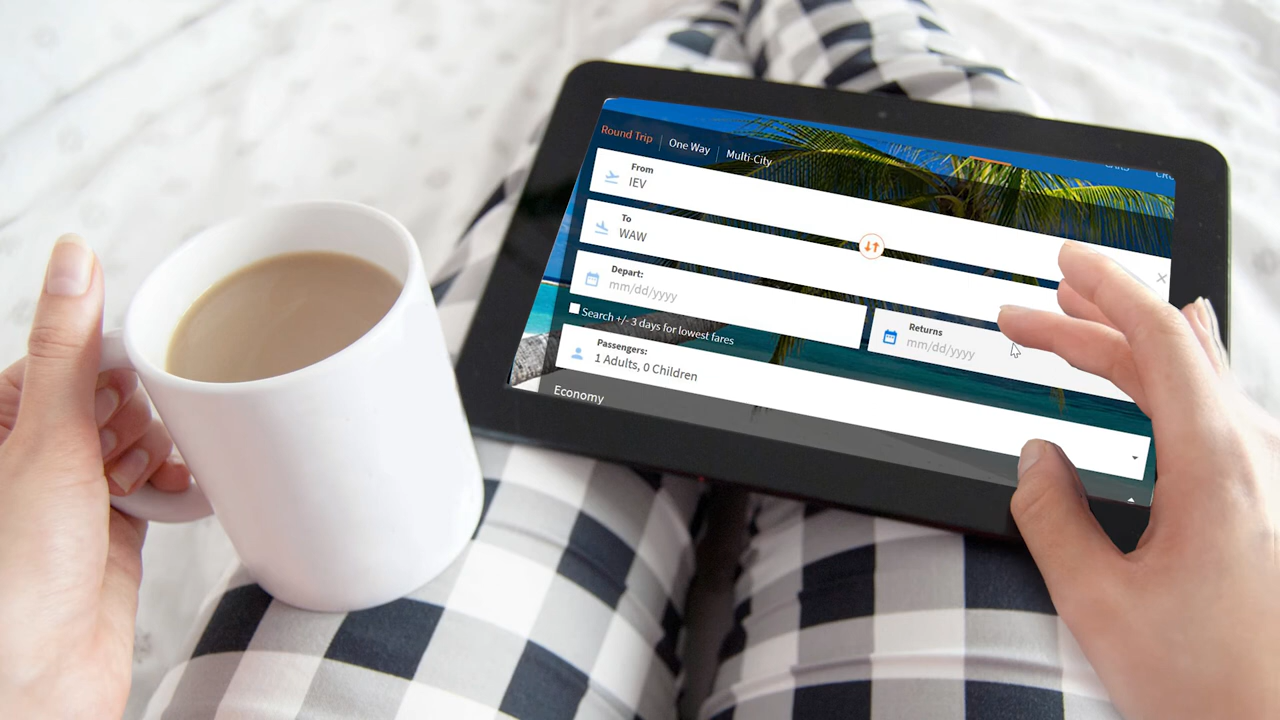 Round Trip
One Way
Multi-City
From
IEV
To
WAW
Depart:
mm/dd/yyyy
Returns
mm/dd/yyyy
Search +/- 3 days for lowest fares
Passengers:
1 Adults, 0 Children
Economy